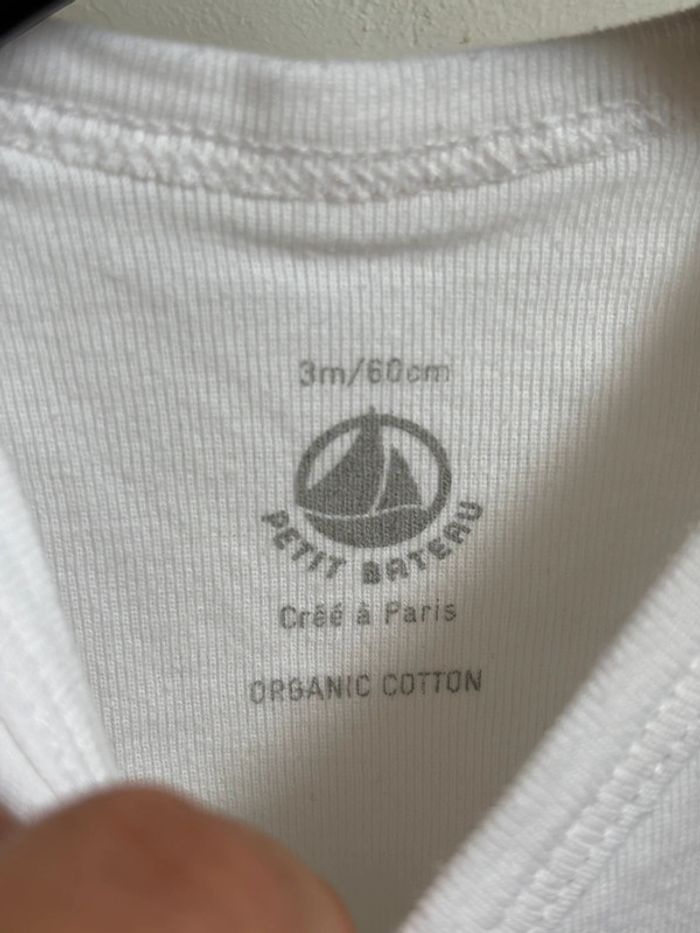 3m/60cm
PETIT BATEAU
Créé à Paris
ORGANIC COTTON